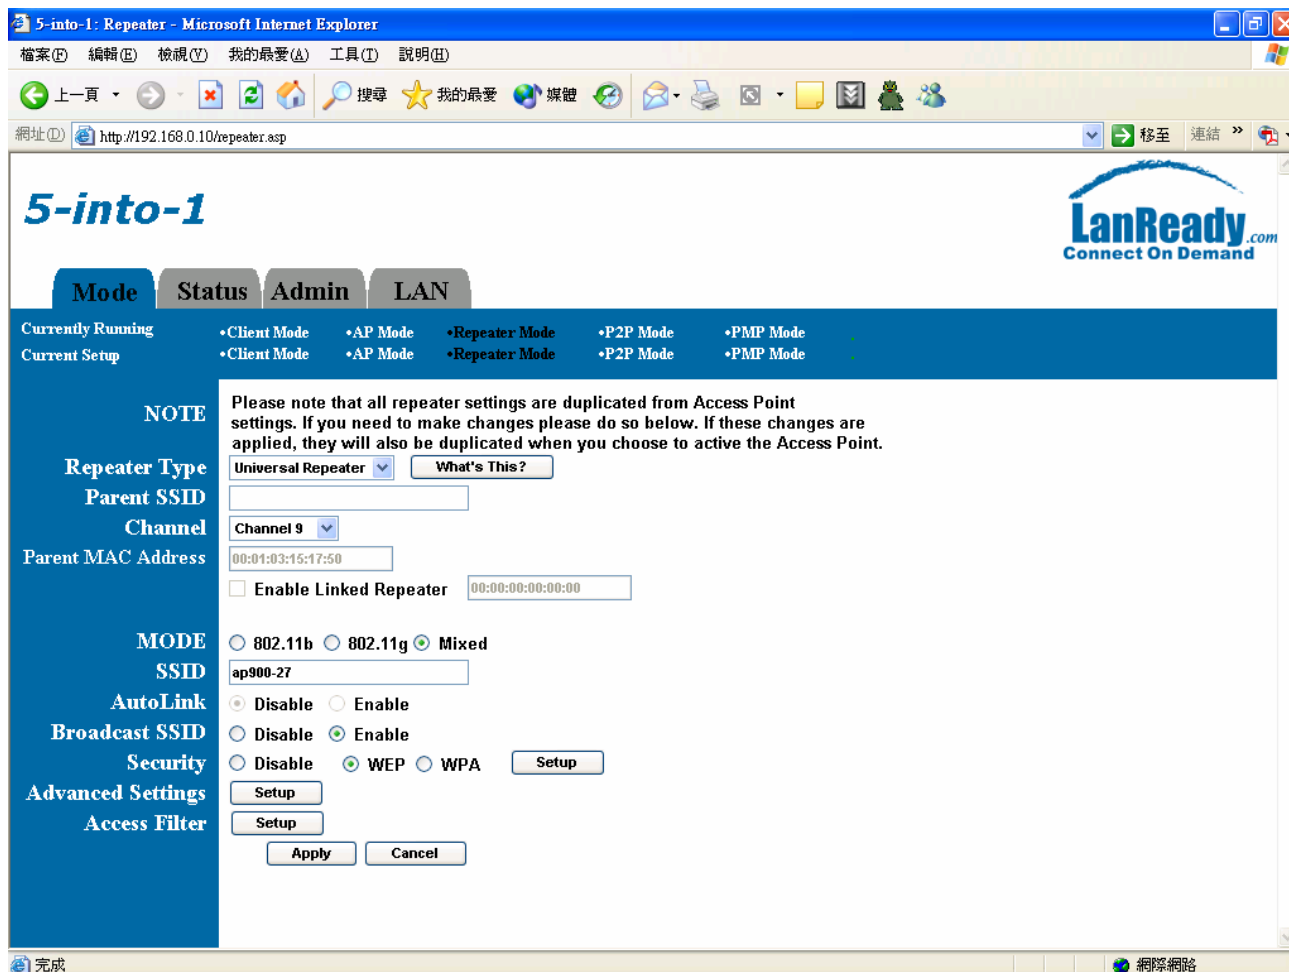 5-into-1: Repeater - Microsoft Internet Explorer
檔案(F) 編輯(E) 檢視(V) 我的最愛(A) 工具(T) 說明(H)
上一頁 搜尋 我的最愛 媒體
網址(D) http://192.168.0.10/repeater.asp 移至 連結 »
5-into-1
LanReady.com
Connect On Demand
Mode Status Admin LAN
Currently Running •Client Mode •AP Mode •Repeater Mode •P2P Mode •PMP Mode
Current Setup •Client Mode •AP Mode •Repeater Mode •P2P Mode •PMP Mode
NOTE Please note that all repeater settings are duplicated from Access Point
settings. If you need to make changes please do so below. If these changes are
applied, they will also be duplicated when you choose to active the Access Point.
Repeater Type Universal Repeater What's This?
Parent SSID
Channel Channel 9
Parent MAC Address 00:01:03:15:17:50
Enable Linked Repeater 00:00:00:00:00:00
MODE 802.11b 802.11g Mixed
SSID ap900-27
AutoLink Disable Enable
Broadcast SSID Disable Enable
Security Disable WEP WPA Setup
Advanced Settings Setup
Access Filter Setup
Apply Cancel
完成 網際網路